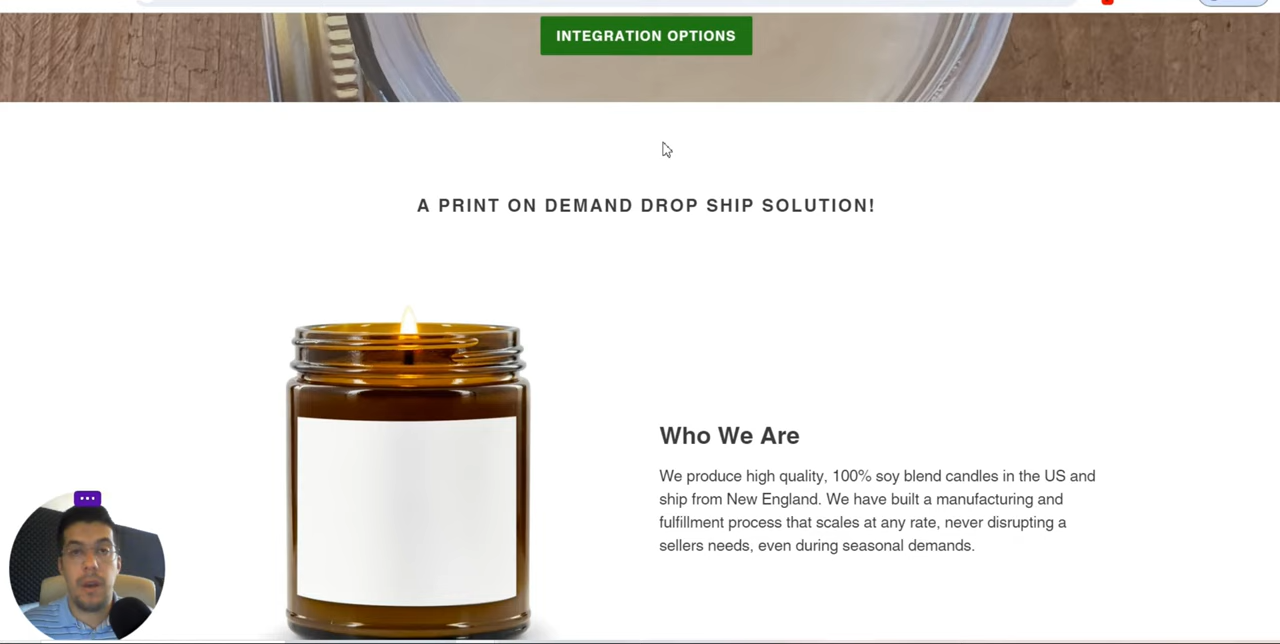 INTEGRATION OPTIONS
A PRINT ON DEMAND DROP SHIP SOLUTION!
Who We Are
We produce high quality, 100% soy blend candles in the US and
ship from New England. We have built a manufacturing and
fulfillment process that scales at any rate, never disrupting a
sellers needs, even during seasonal demands.